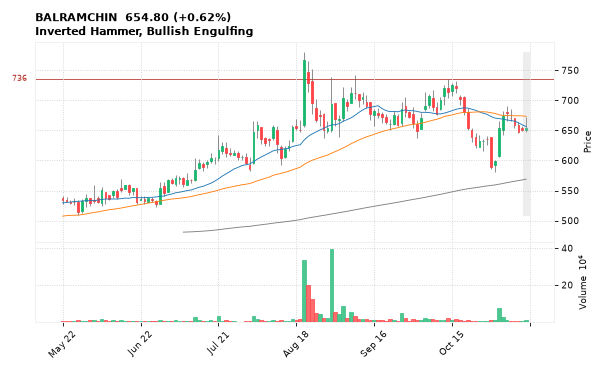 BALRAMCHIN 654.80 (+0.62%)
Inverted Hammer, Bullish Engulfing
736
750
700
650
600
550
500
Price
40
20
Volume 10⁴
May 22
Jun 22
Jul 21
Aug 18
Sep 16
Oct 15